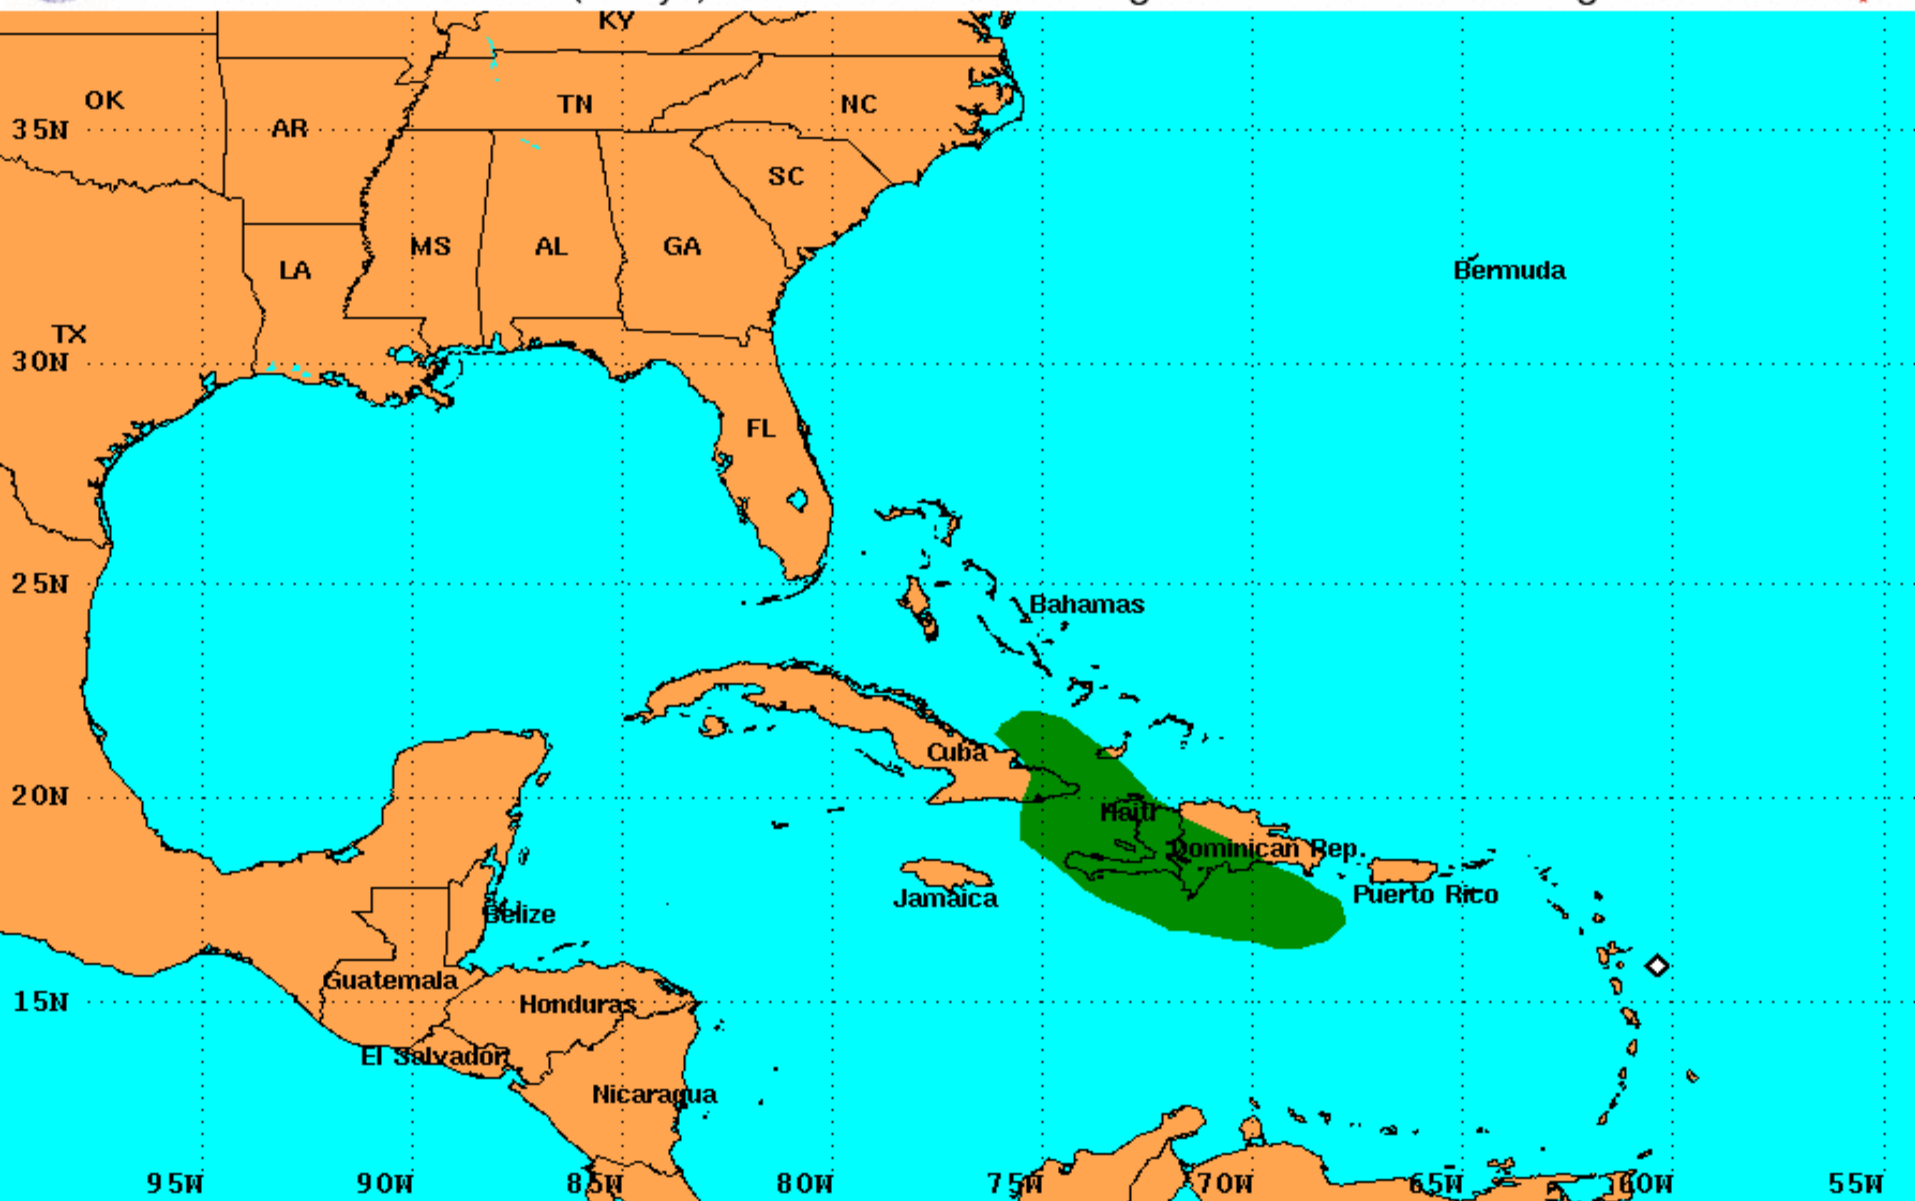 KY
OK
TN
NC
AR
35N
SC
MS
AL
GA
LA
Bermuda
TX
30N
FL
25N
Bahamas
Cuba
20N
Haiti
Dominican Rep.
Jamaica
Puerto Rico
Belize
Guatemala
15N
Honduras
El Salvador
Nicaragua
95W 90W 85W 80W 75W 70W 65W 60W 55W